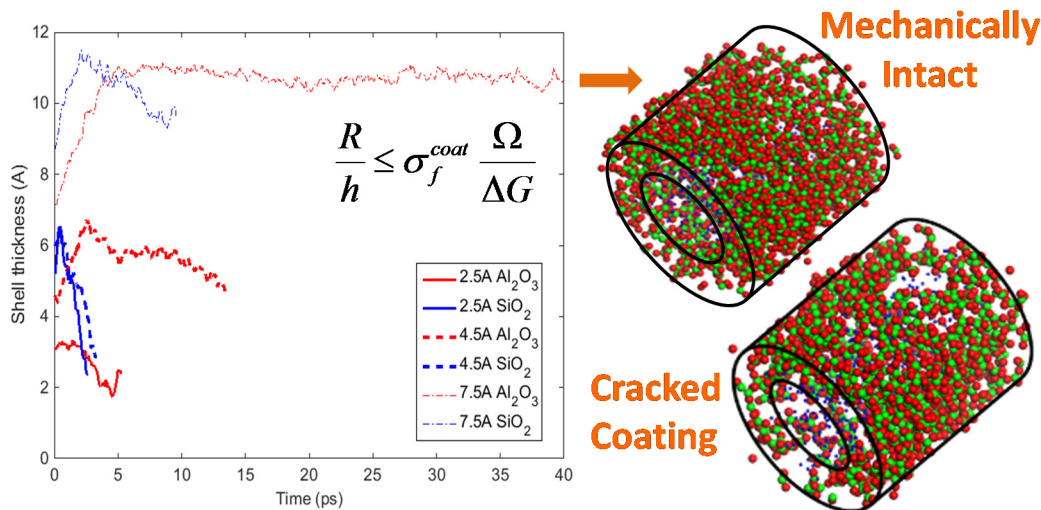 12
10
8
6
4
2
0
Shell thickness (A)
0 5 10 15 20 25 30 35 40
Time (ps)
R/h ≤ σ_f^coat Ω/ΔG
2.5A Al₂O₃
2.5A SiO₂
4.5A Al₂O₃
4.5A SiO₂
7.5A Al₂O₃
7.5A SiO₂
Mechanically
Intact
Cracked
Coating